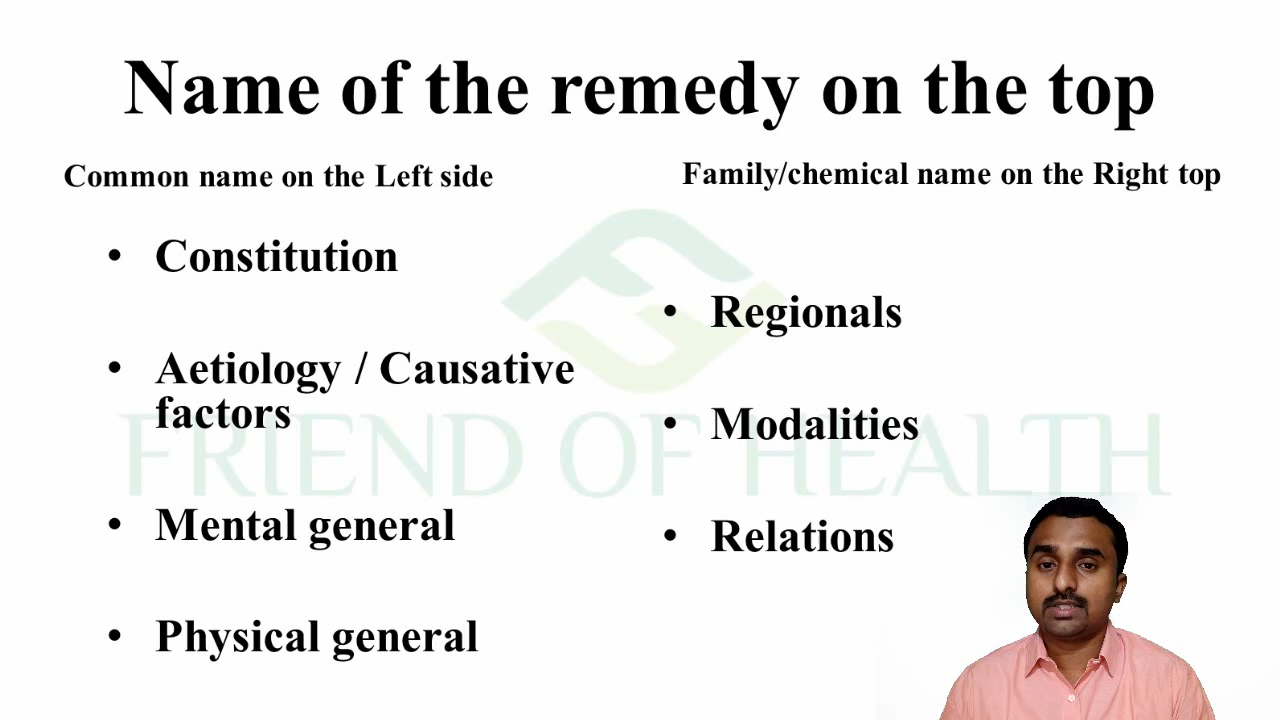 Name of the remedy on the top
Common name on the Left side
Family/chemical name on the Right top
• Constitution
• Aetiology / Causative
factors
• Mental general
• Physical general
• Regionals
• Modalities
• Relations
FRIEND OF HEALTH